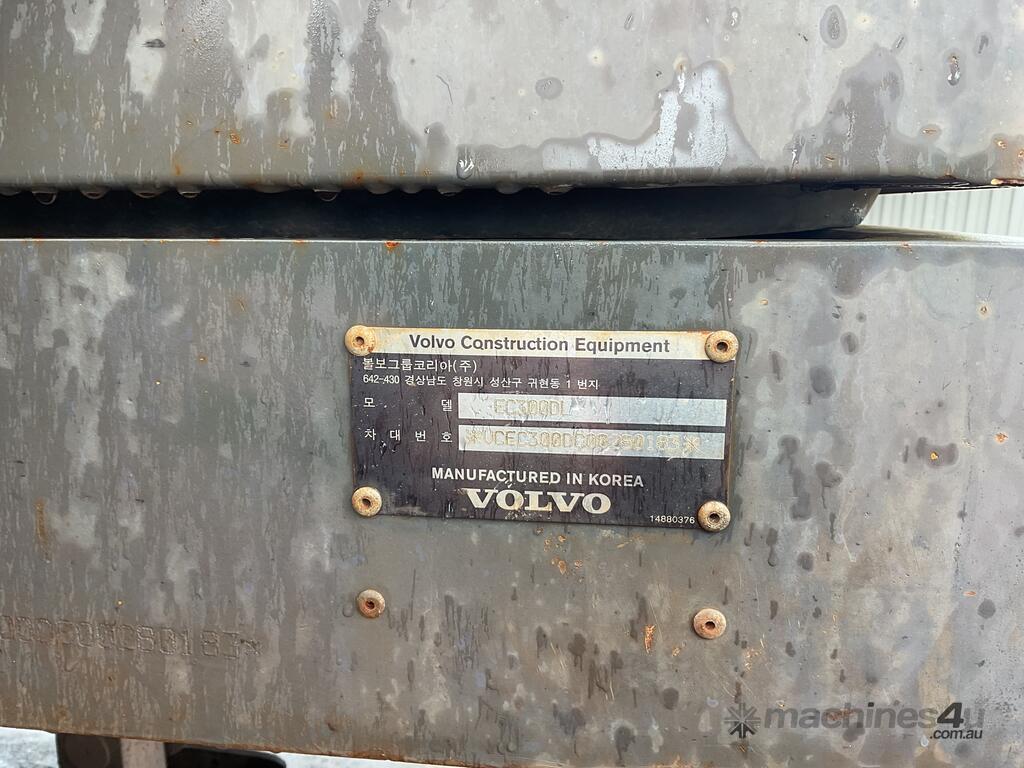 Volvo Construction Equipment
볼보그룹코리아(주)
642-430 경상남도 창원시 성산구 귀현동 1 번지
모 델 EC300DL
차 대 번 호
MANUFACTURED IN KOREA
VOLVO
14880376
machines4u
.com.au